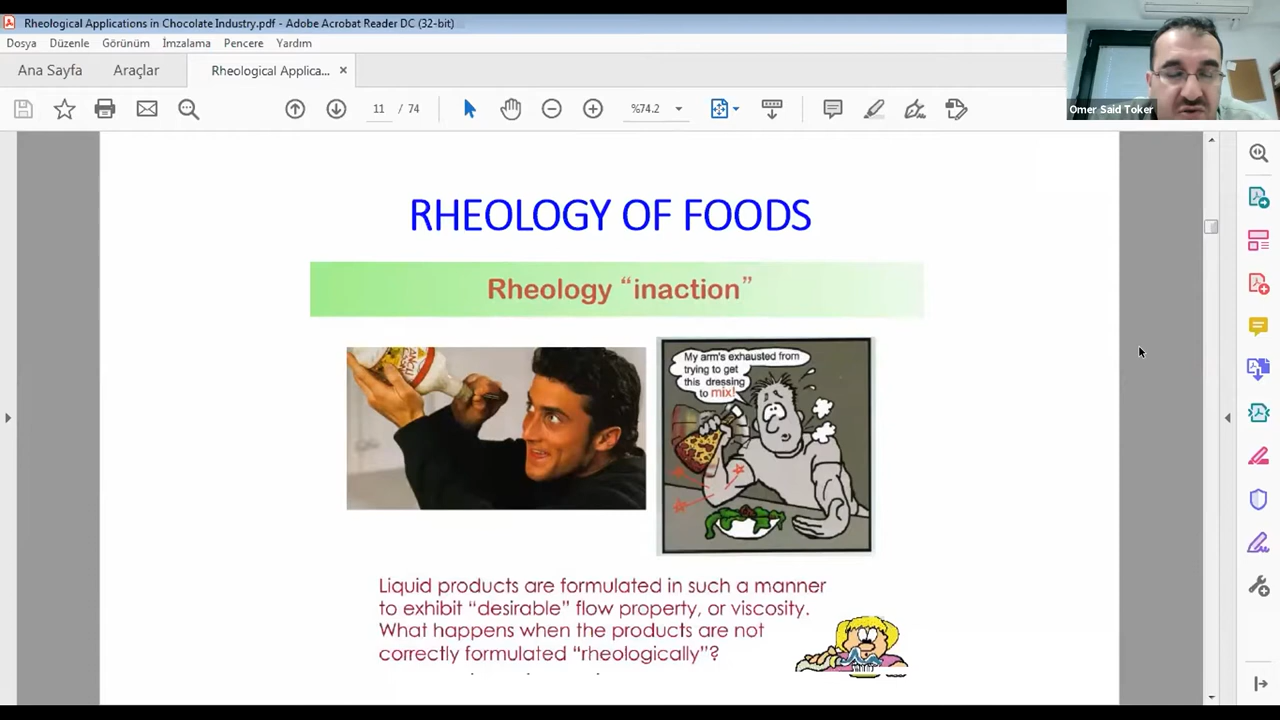 Rheological Applications in Chocolate Industry.pdf - Adobe Acrobat Reader DC (32-bit)
Dosya Düzenle Görünüm İmzalama Pencere Yardım
Ana Sayfa Araçlar Rheological Applica... ×
11 / 74 %74.2
Omer Said Toker
RHEOLOGY OF FOODS
Rheology “inaction”
My arm's exhausted from
trying to get
this dressing
to mix!
Liquid products are formulated in such a manner
to exhibit “desirable” flow property, or viscosity.
What happens when the products are not
correctly formulated “rheologically”?